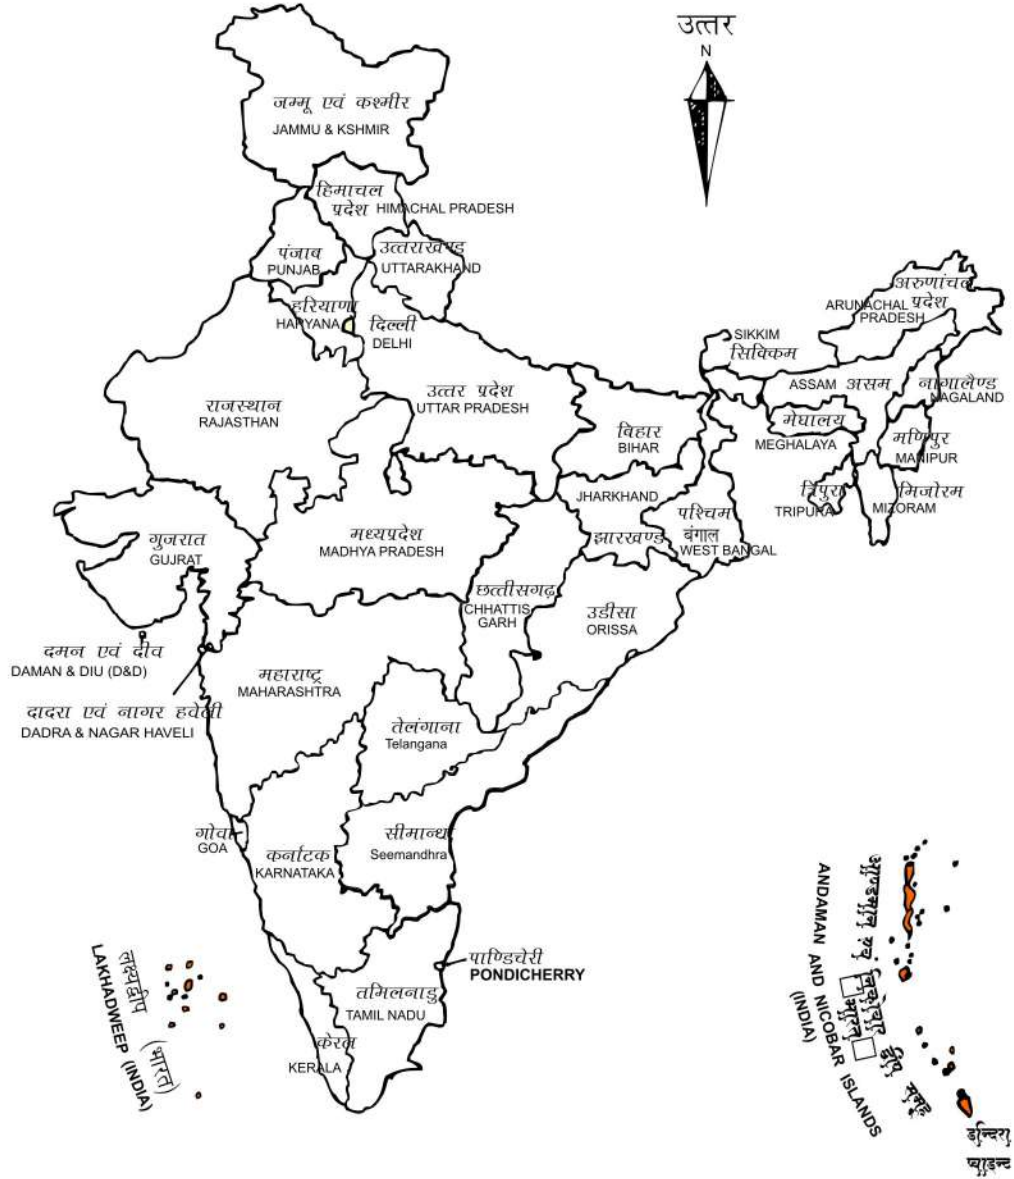 उत्तर
N
जम्मू एवं कश्मीर
JAMMU & KSHMIR
हिमाचल
प्रदेश HIMACHAL PRADESH
पंजाब
PUNJAB
उत्तराखण्ड
UTTARAKHAND
हरियाणा
HARYANA
दिल्ली
DELHI
अरुणांचल
ARUNACHAL प्रदेश
PRADESH
SIKKIM
सिक्किम
ASSAM असम
नागालैण्ड
NAGALAND
राजस्थान
RAJASTHAN
उत्तर प्रदेश
UTTAR PRADESH
बिहार
BIHAR
मेघालय
MEGHALAYA
मणिपुर
MANIPUR
त्रिपुरा
TRIPURA
मिजोरम
MIZORAM
JHARKHAND
झारखण्ड
पश्चिम
बंगाल
WEST BANGAL
गुजरात
GUJRAT
मध्यप्रदेश
MADHYA PRADESH
छत्तीसगढ़
CHHATTIS
GARH
उडीसा
ORISSA
दमन एवं दीव
DAMAN & DIU (D&D)
दादरा एवं नागर हवेली
DADRA & NAGAR HAVELI
महाराष्ट्र
MAHARASHTRA
तेलंगाना
Telangana
गोवा
GOA
कर्नाटक
KARNATAKA
सीमान्ध
Seemandhra
पाण्डिचेरी
PONDICHERRY
तमिलनाडु
TAMIL NADU
केरल
KERALA
लक्ष्यद्वीप (भारत)
LAKHADWEEP (INDIA)
ANDAMAN AND NICOBAR ISLANDS
(INDIA)
द्वीप समूह